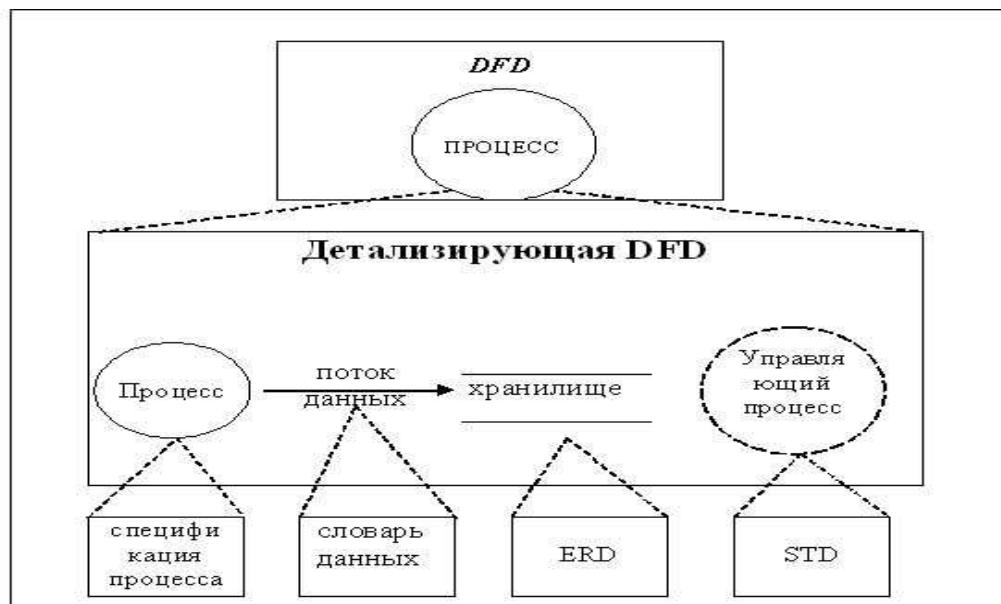 DFD
ПРОЦЕСС
Детализирующая DFD
Процесс
поток
данных
хранилище
Управля
ющий
процесс
специфи
кация
процесса
словарь
данных
ERD
STD